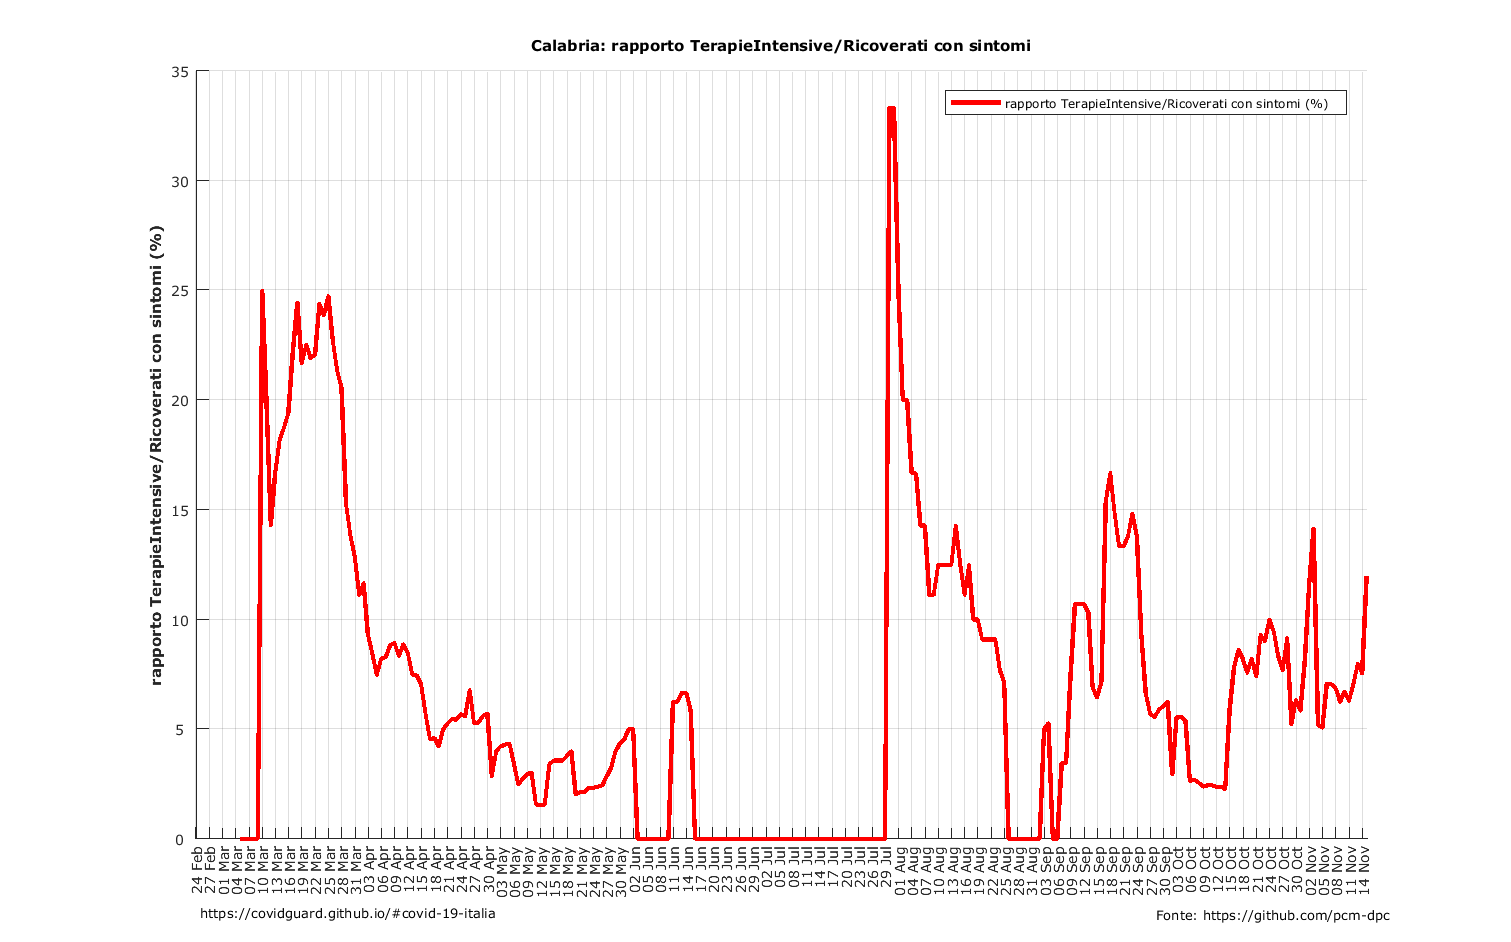 Calabria: rapporto TerapieIntensive/Ricoverati con sintomi
rapporto TerapieIntensive/Ricoverati con sintomi (%)
rapporto TerapieIntensive/Ricoverati con sintomi (%)
35
30
25
20
15
10
5
0
24 Feb
27 Feb
01 Mar
04 Mar
07 Mar
10 Mar
13 Mar
16 Mar
19 Mar
22 Mar
25 Mar
28 Mar
31 Mar
03 Apr
06 Apr
09 Apr
12 Apr
15 Apr
18 Apr
21 Apr
24 Apr
27 Apr
30 Apr
03 May
06 May
09 May
12 May
15 May
18 May
21 May
24 May
27 May
30 May
02 Jun
05 Jun
08 Jun
11 Jun
14 Jun
17 Jun
20 Jun
23 Jun
26 Jun
29 Jun
02 Jul
05 Jul
08 Jul
11 Jul
14 Jul
17 Jul
20 Jul
23 Jul
26 Jul
29 Jul
01 Aug
04 Aug
07 Aug
10 Aug
13 Aug
16 Aug
19 Aug
22 Aug
25 Aug
28 Aug
31 Aug
03 Sep
06 Sep
09 Sep
12 Sep
15 Sep
18 Sep
21 Sep
24 Sep
27 Sep
30 Sep
03 Oct
06 Oct
09 Oct
12 Oct
15 Oct
18 Oct
21 Oct
24 Oct
27 Oct
30 Oct
02 Nov
05 Nov
08 Nov
11 Nov
14 Nov
https://covidguard.github.io/#covid-19-italia
Fonte: https://github.com/pcm-dpc